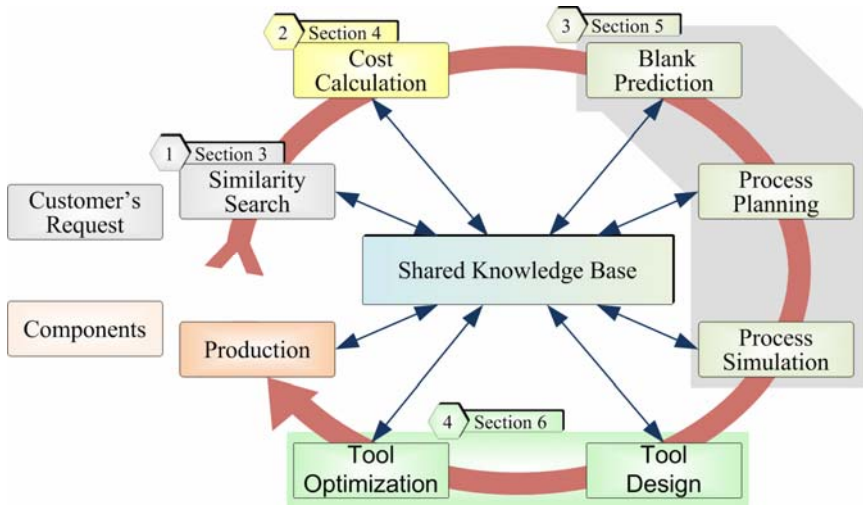 2 Section 4
Cost
Calculation
3 Section 5
Blank
Prediction
1 Section 3
Similarity
Search
Customer’s
Request
Process
Planning
Shared Knowledge Base
Components
Production
Process
Simulation
4 Section 6
Tool
Optimization
Tool
Design